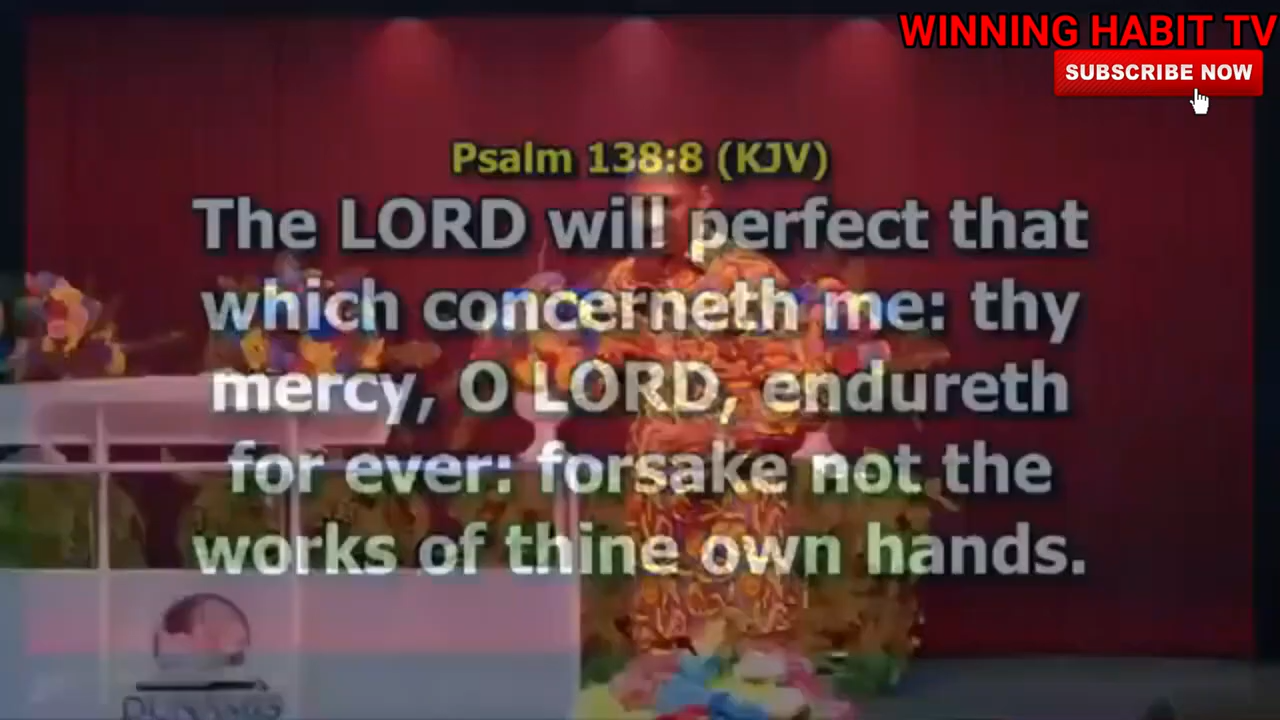 WINNING HABIT TV
SUBSCRIBE NOW
Psalm 138:8 (KJV)
The LORD will perfect that
which concerneth me: thy
mercy, O LORD, endureth
for ever: forsake not the
works of thine own hands.